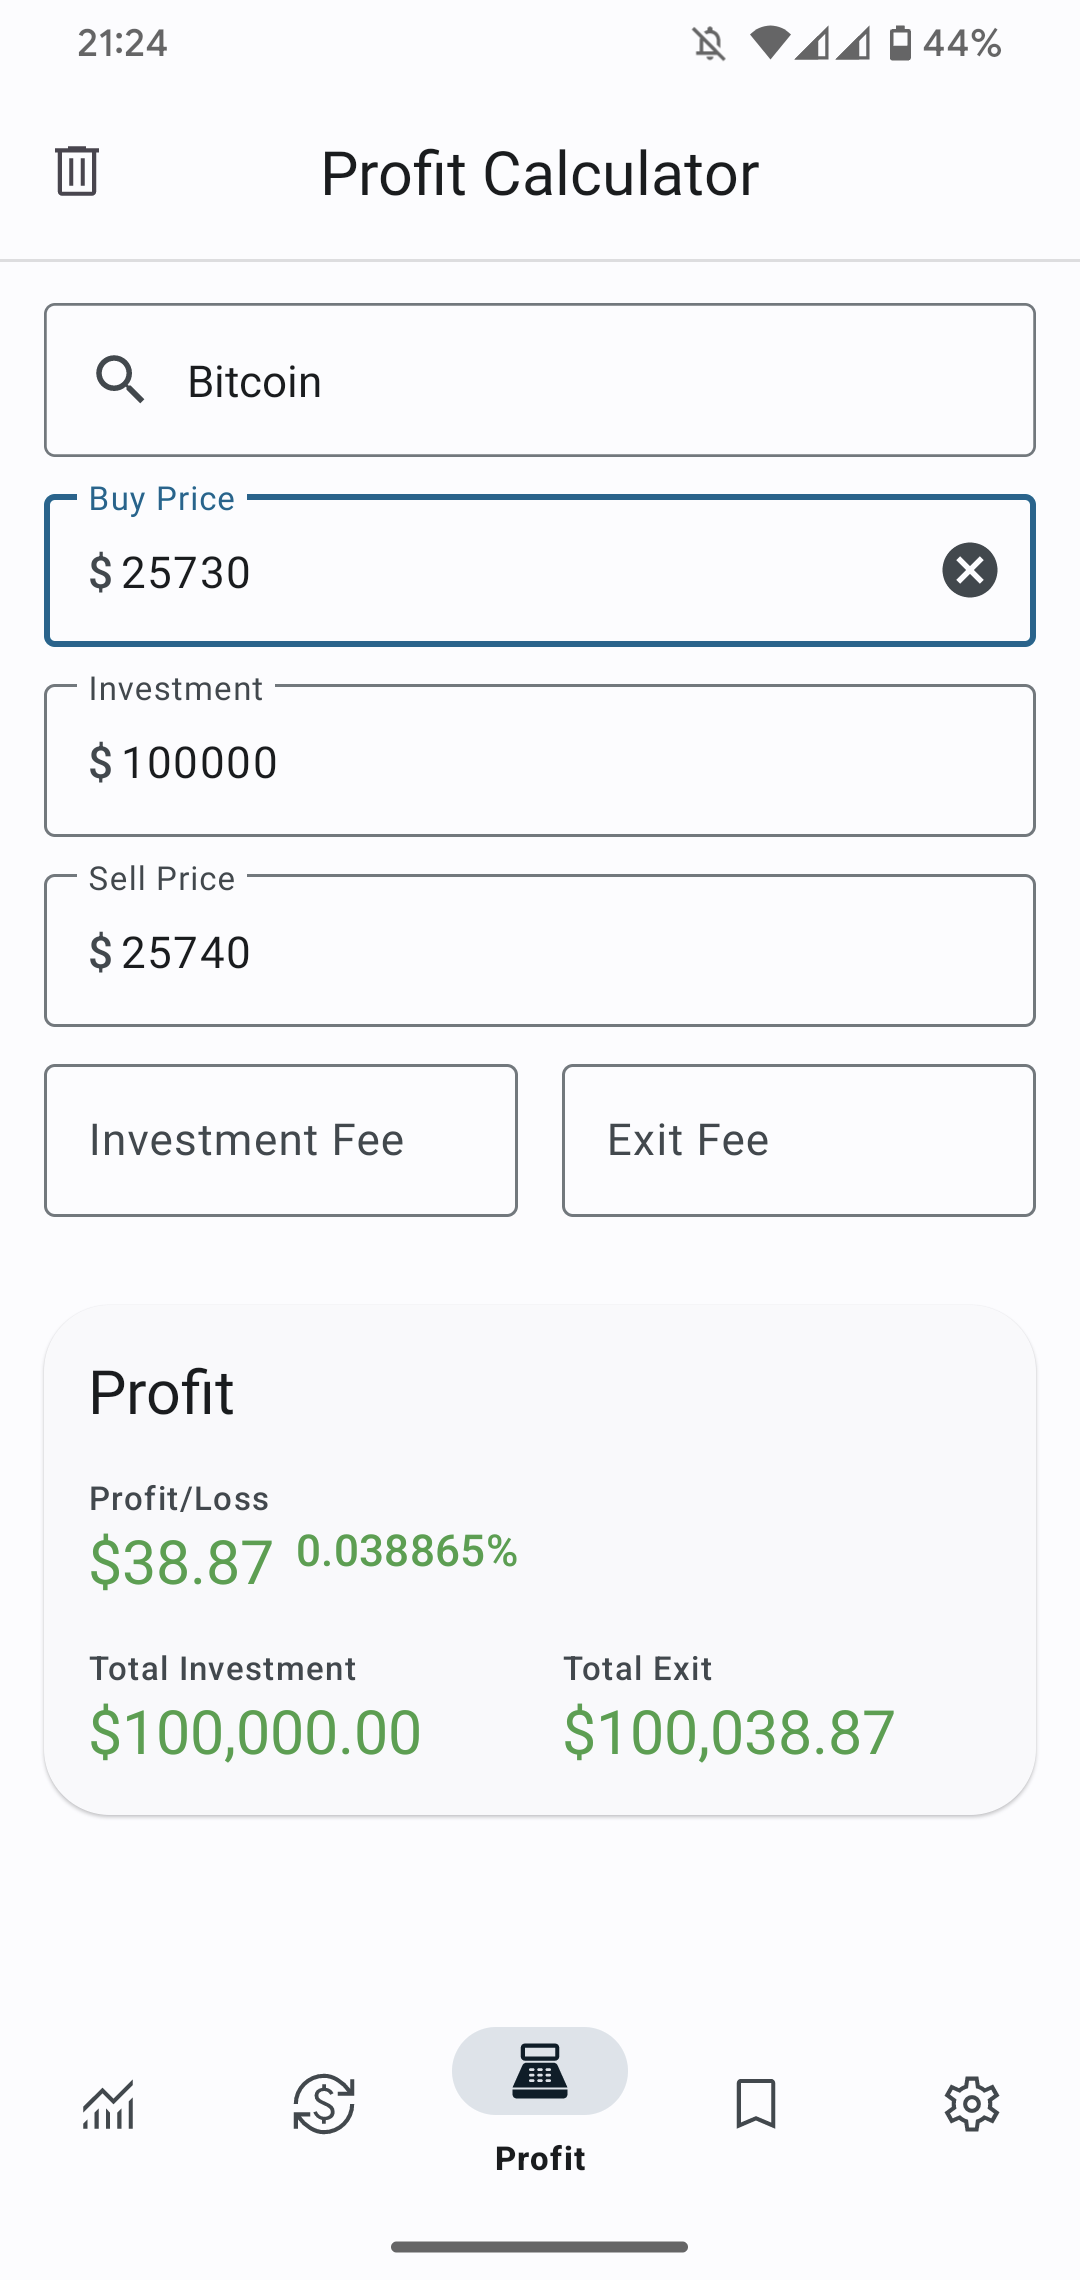 21:24 44%
Profit Calculator
Bitcoin
Buy Price
$ 25730
Investment
$ 100000
Sell Price
$ 25740
Investment Fee Exit Fee
Profit
Profit/Loss
$38.87 0.038865%
Total Investment Total Exit
$100,000.00 $100,038.87
Profit